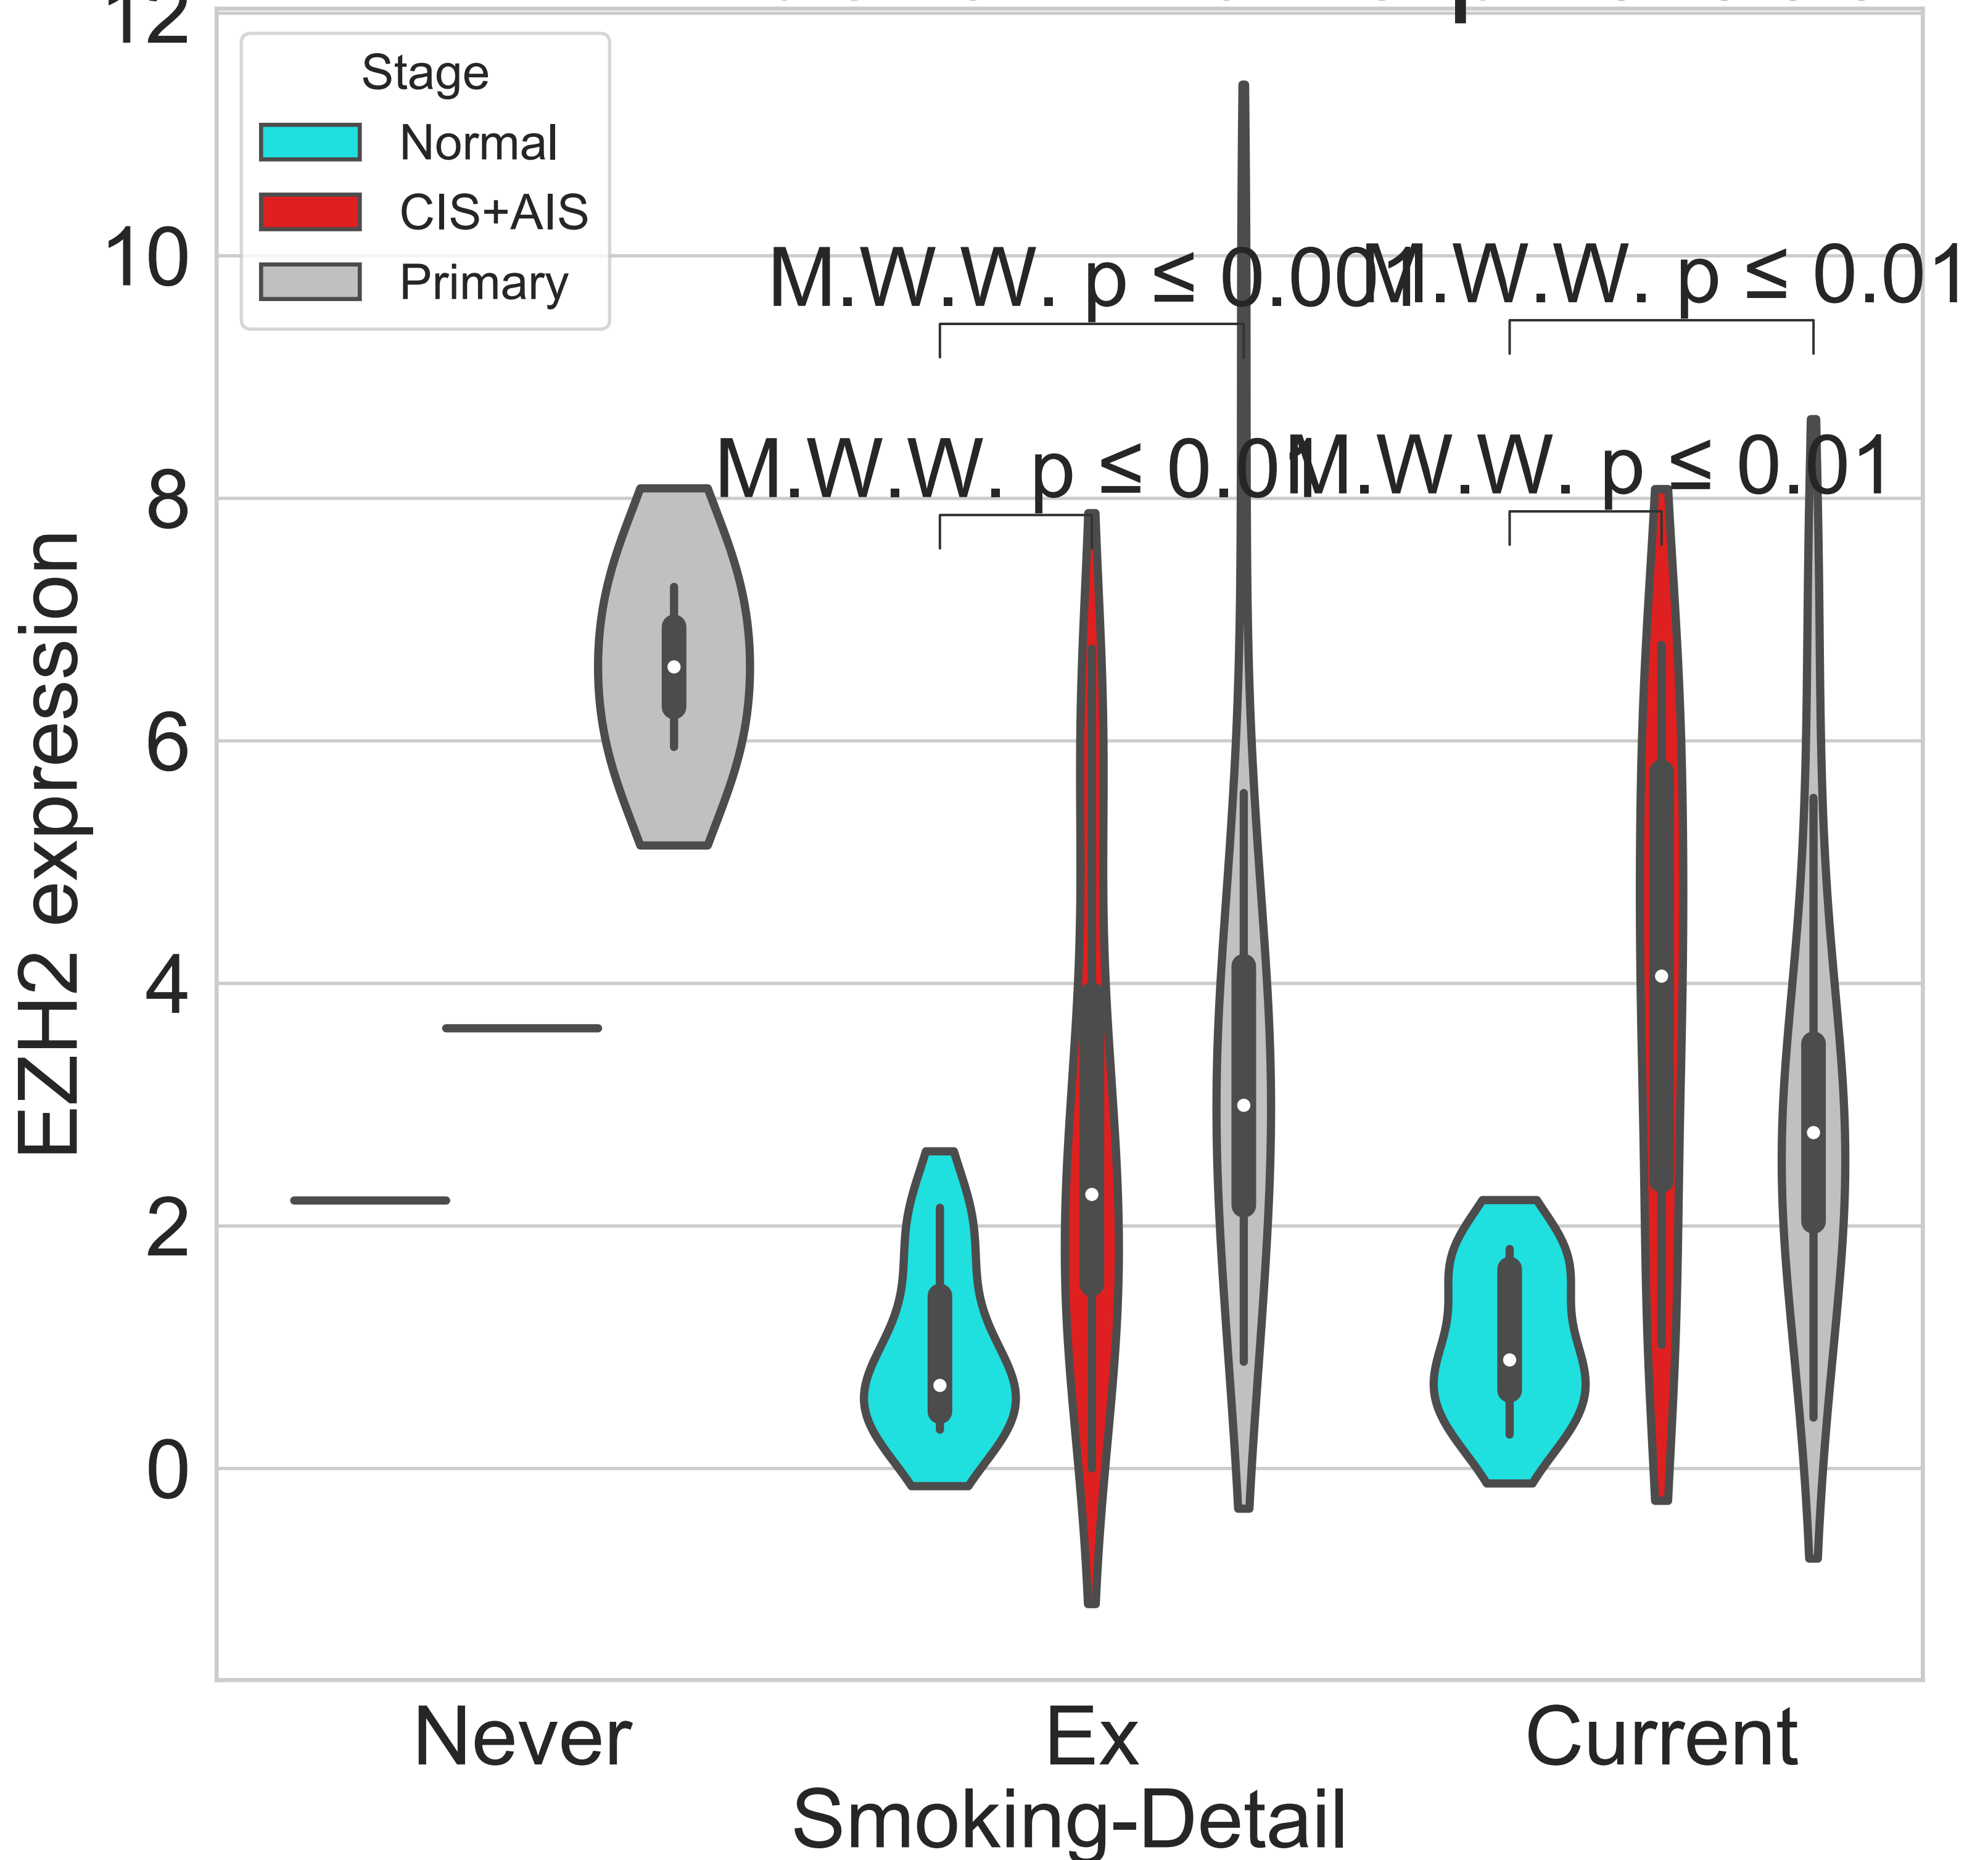 12
10
8
6
4
2
0
EZH2 expression
Stage
Normal
CIS+AIS
Primary
M.W.W. p ≤ 0.001
M.W.W. p ≤ 0.01
M.W.W. p ≤ 0.01
M.W.W. p ≤ 0.01
Never
Ex
Current
Smoking-Detail